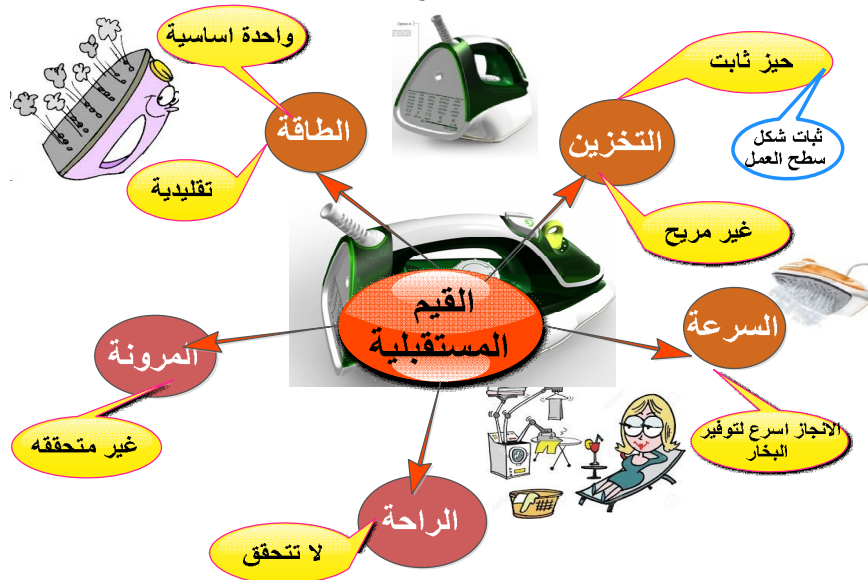 واحدة اساسية
حيز ثابت
الطاقة
التخزين
ثبات شكل
سطح العمل
تقليدية
غير مريح
القيم
المستقبلية
السرعة
المرونة
الانجاز اسرع لتوفير
البخار
غير متحققه
الراحة
لا تتحقق